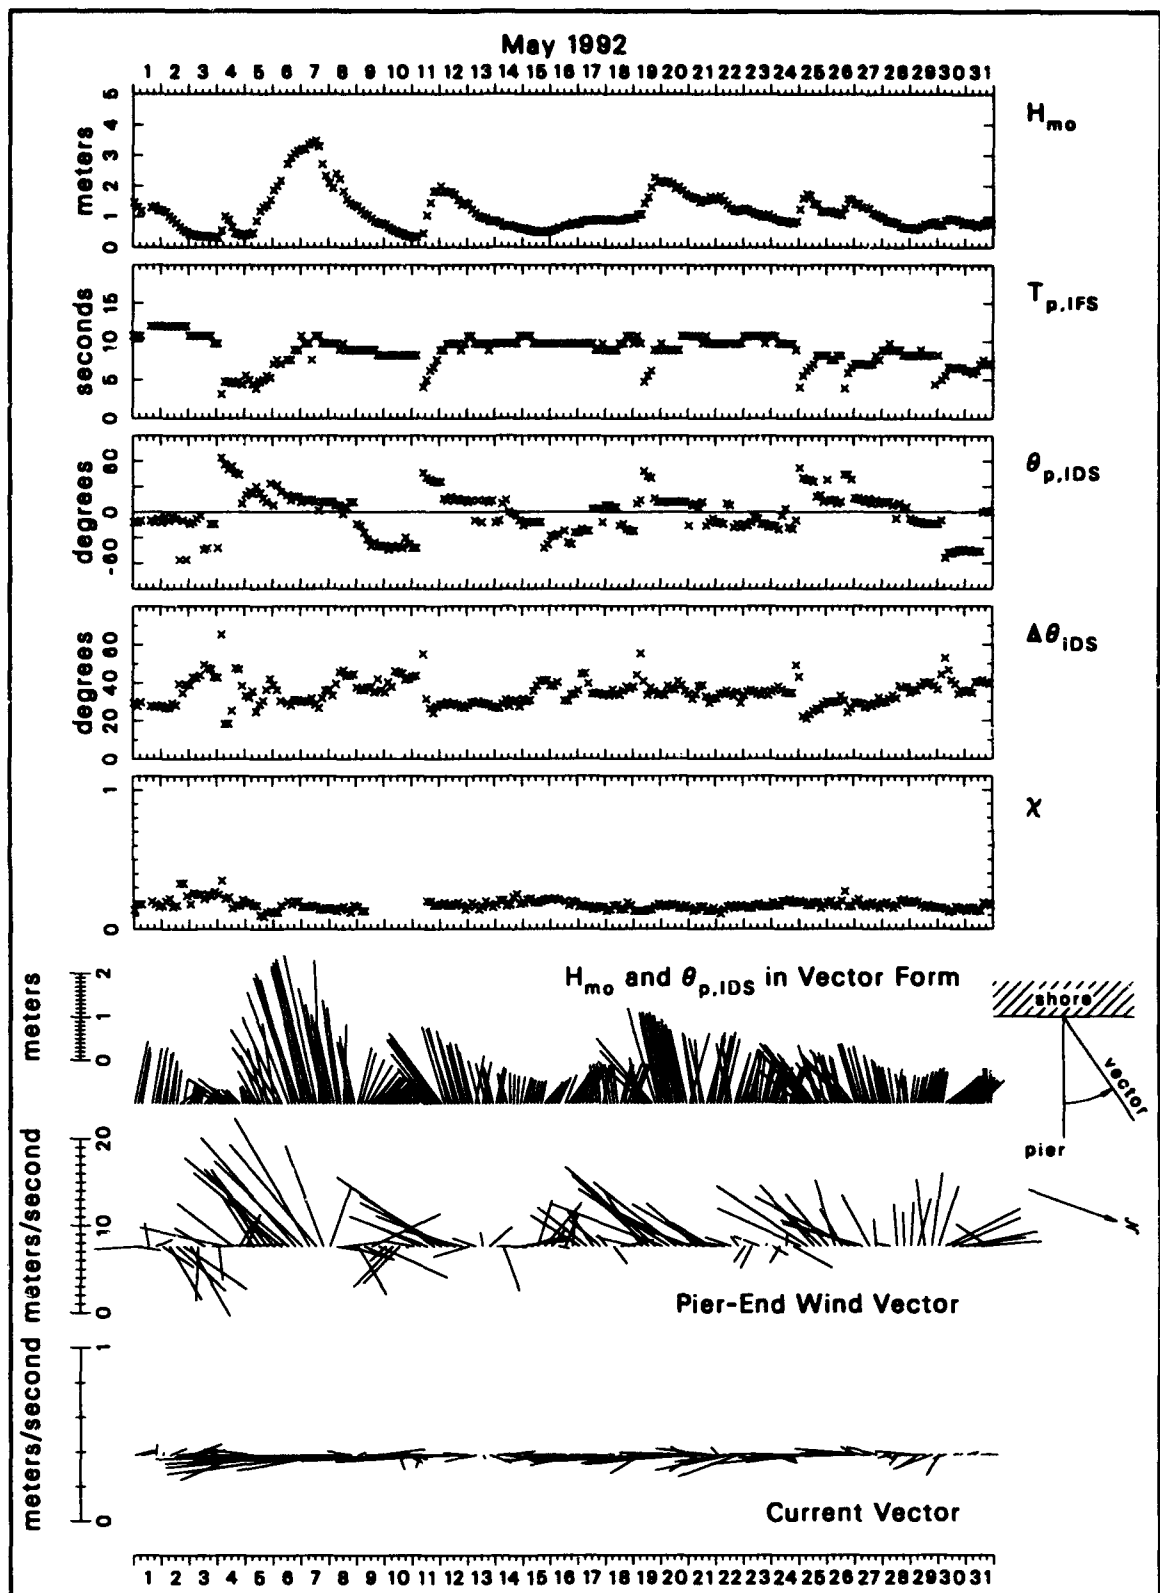 May 1992
1 2 3 4 5 6 7 8 9 10 11 12 13 14 15 16 17 18 19 20 21 22 23 24 25 26 27 28 29 30 31
H_mo
meters
5
4
3
2
1
0
T_p,IFS
seconds
15
10
5
0
θ_p,IDS
degrees
60
0
-60
Δθ_iDS
degrees
60
40
20
0
χ
1
0
H_mo and θ_p,IDS in Vector Form
meters
2
1
0
shore
vector
pier
N
meters/second
20
10
0
Pier-End Wind Vector
meters/second
1
0
Current Vector
1 2 3 4 5 6 7 8 9 10 11 12 13 14 15 16 17 18 19 20 21 22 23 24 25 26 27 28 29 30 31